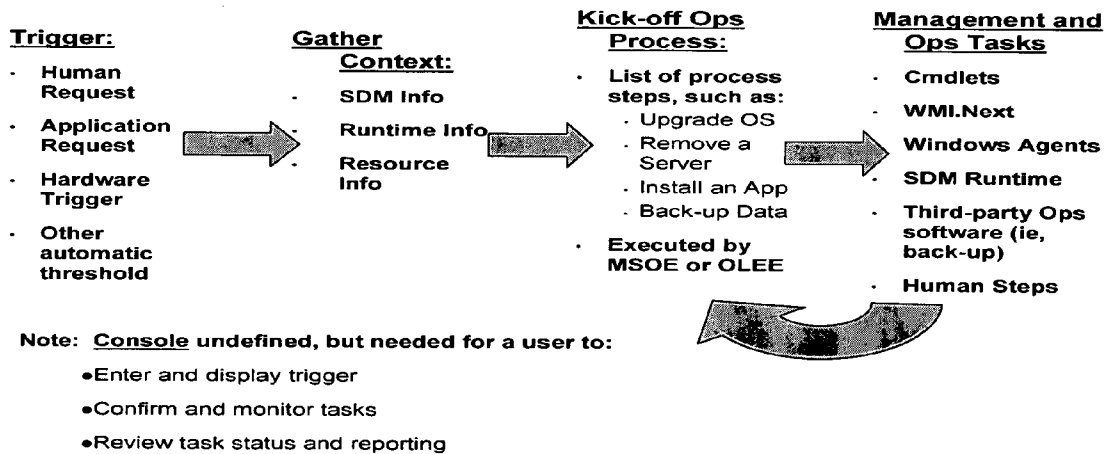 Trigger:
· Human
Request
· Application
Request
· Hardware
Trigger
· Other
automatic
threshold
Gather
Context:
· SDM Info
· Runtime Info
· Resource
Info
Kick-off Ops
Process:
· List of process
steps, such as:
· Upgrade OS
· Remove a
Server
· Install an App
· Back-up Data
· Executed by
MSOE or OLEE
Management and
Ops Tasks
· Cmdlets
· WMI.Next
· Windows Agents
· SDM Runtime
· Third-party Ops
software (ie,
back-up)
· Human Steps
Note: Console undefined, but needed for a user to:
●Enter and display trigger
●Confirm and monitor tasks
●Review task status and reporting